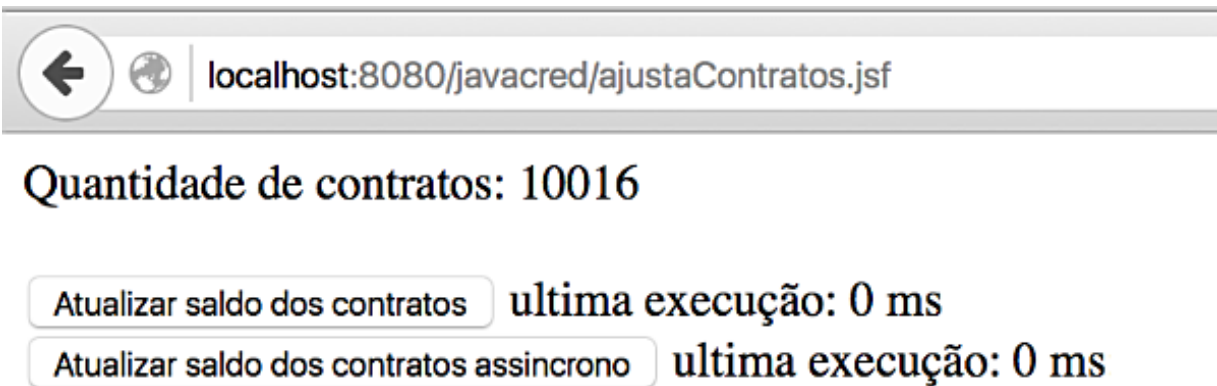 localhost:8080/javacred/ajustaContratos.jsf
Quantidade de contratos: 10016
Atualizar saldo dos contratos ultima execução: 0 ms
Atualizar saldo dos contratos assincrono ultima execução: 0 ms